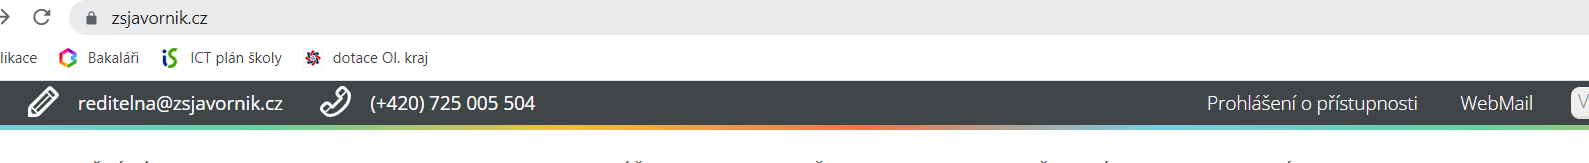 zsjavornik.cz
likace Bakaláři ICT plán školy dotace Ol. kraj
reditelna@zsjavornik.cz (+420) 725 005 504 Prohlášení o přístupnosti WebMail V